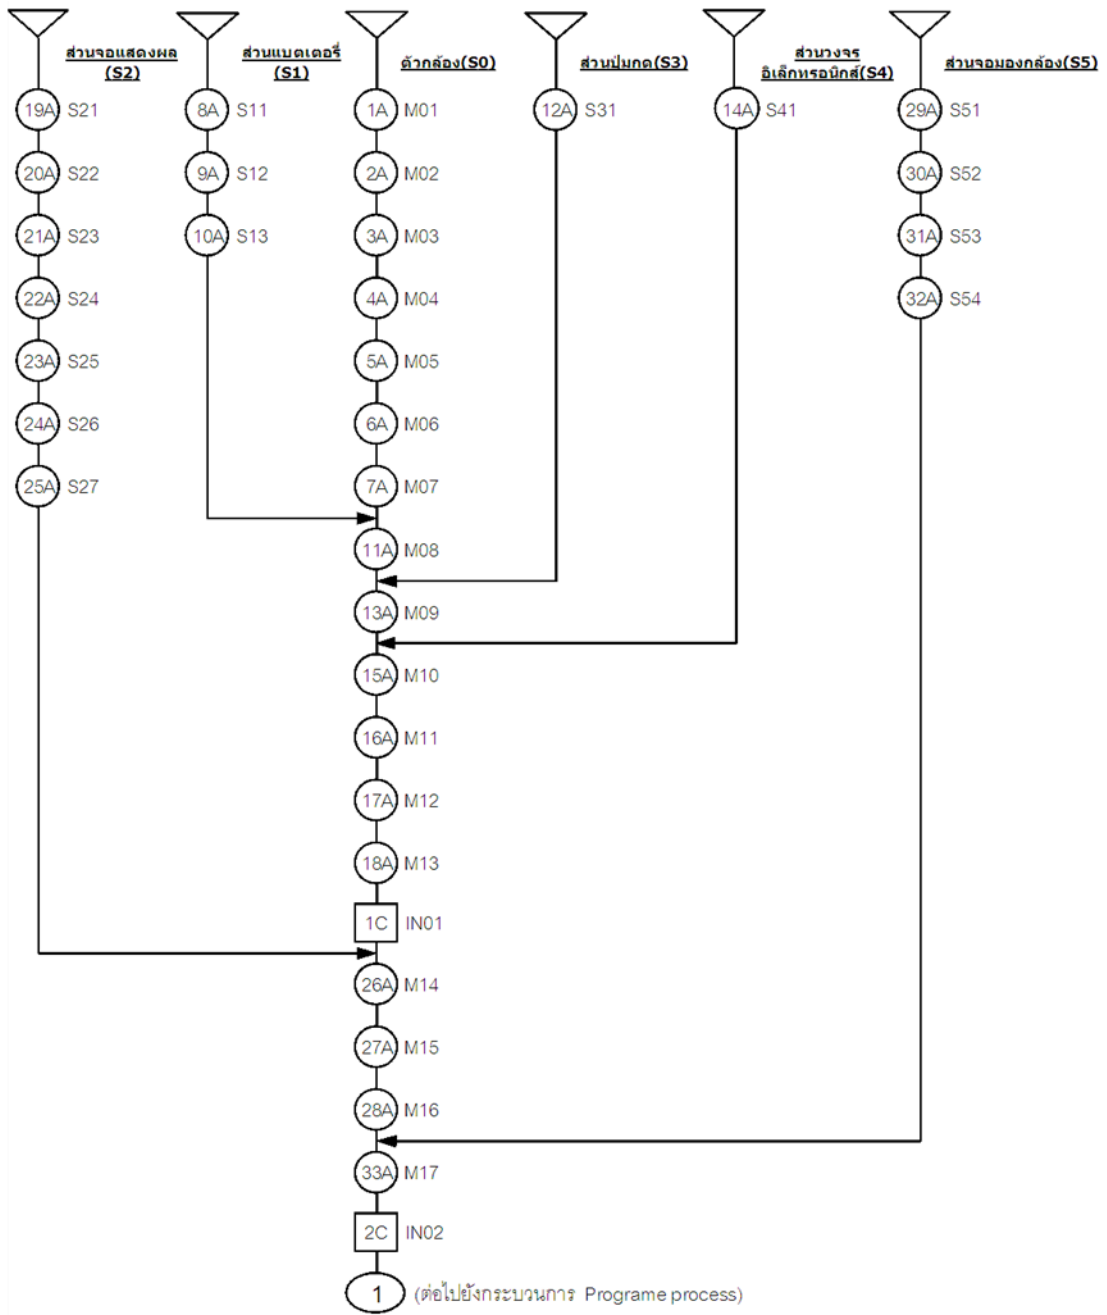 ส่วนจอแสดงผล
(S2)
ส่วนแบตเตอรี่
(S1)
ตัวกล้อง(S0)
ส่วนปุ่มกด(S3)
ส่วนวงจร
อิเล็กทรอนิกส์(S4)
ส่วนจอมองกล้อง(S5)
19A S21
8A S11
1A M01
12A S31
14A S41
29A S51
20A S22
9A S12
2A M02
30A S52
21A S23
10A S13
3A M03
31A S53
22A S24
4A M04
32A S54
23A S25
5A M05
24A S26
6A M06
25A S27
7A M07
11A M08
13A M09
15A M10
16A M11
17A M12
18A M13
1C IN01
26A M14
27A M15
28A M16
33A M17
2C IN02
1 (ต่อไปยังกระบวนการ Programe process)